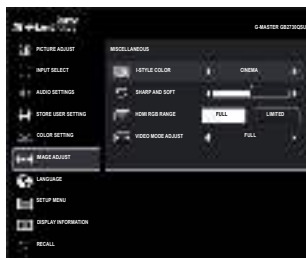 G-MASTER GB2730QSU
PICTURE ADJUST
MISCELLANEOUS
INPUT SELECT
I-STYLE COLOR
CINEMA
AUDIO SETTINGS
SHARP AND SOFT
STORE USER SETTING
HDMI RGB RANGE
FULL
LIMITED
COLOR SETTING
VIDEO MODE ADJUST
FULL
IMAGE ADJUST
LANGUAGE
SETUP MENU
DISPLAY INFORMATION
RECALL